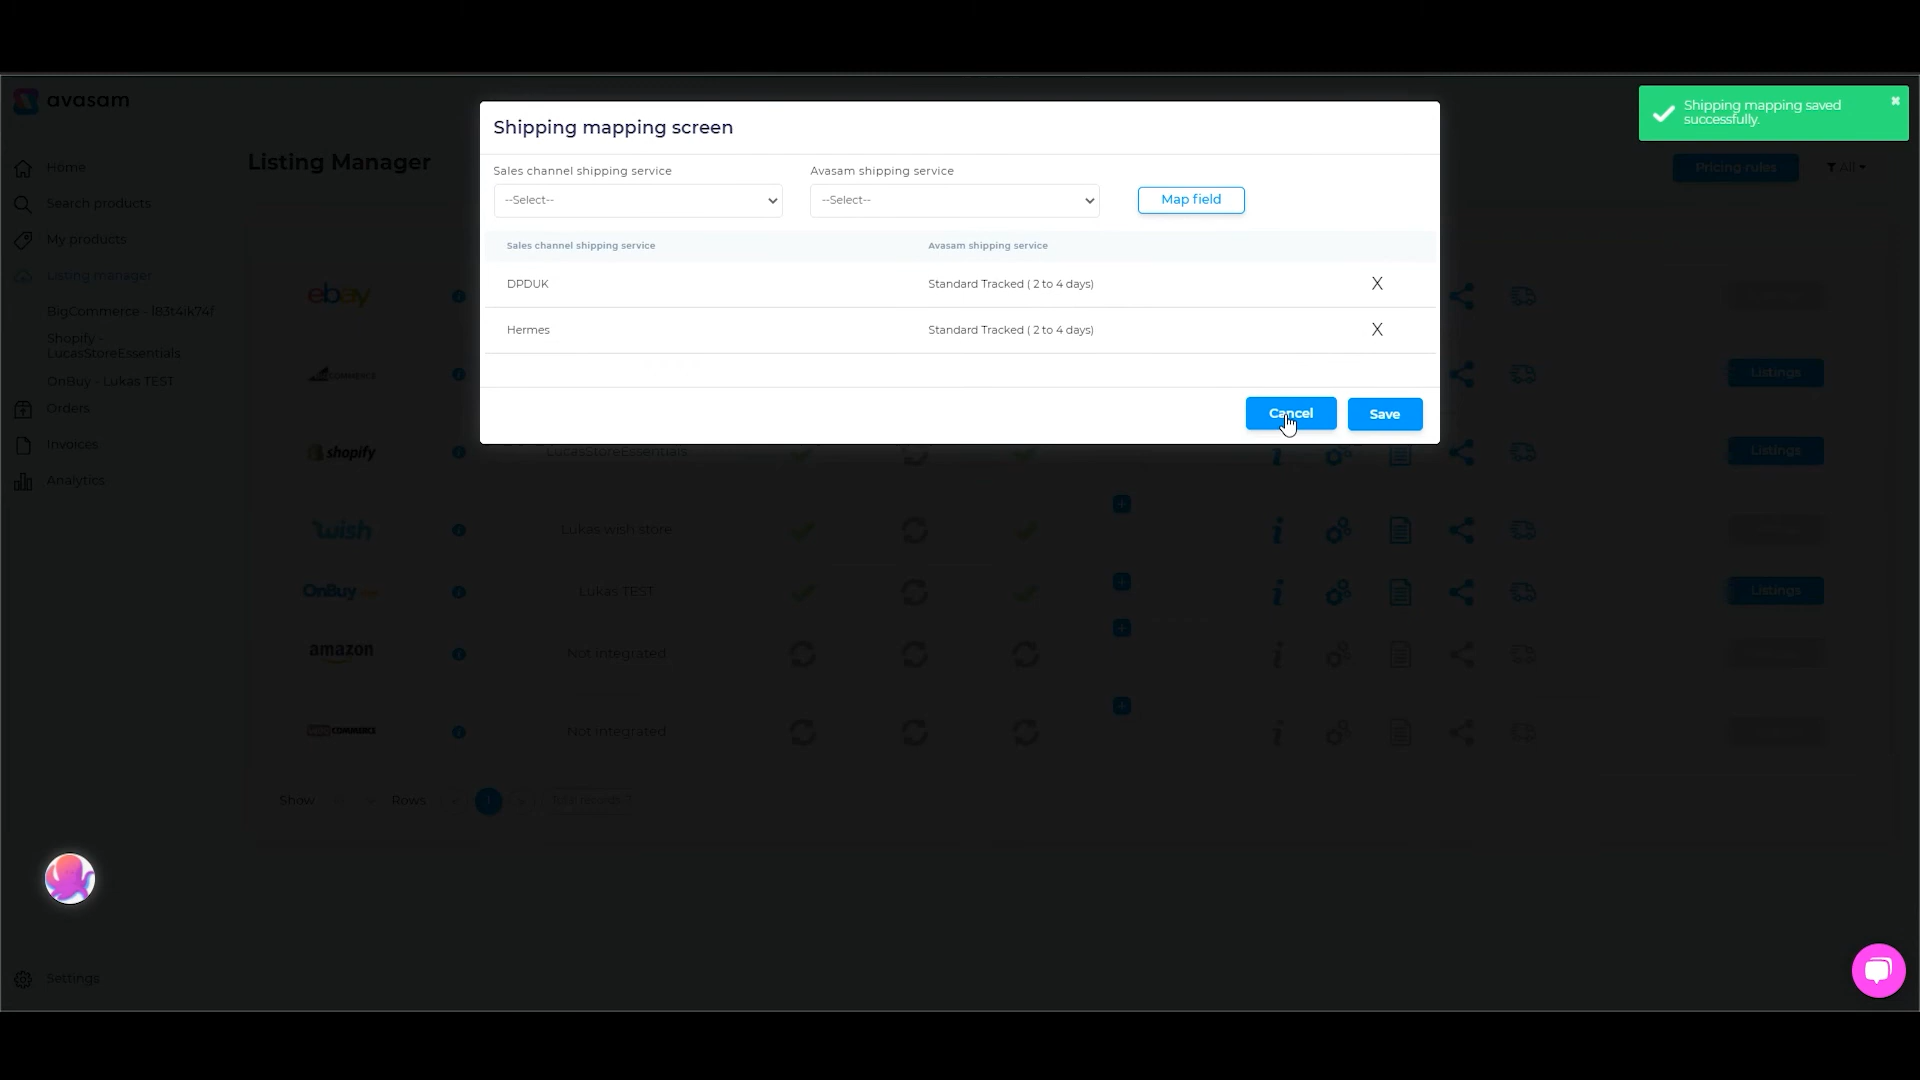 avasam
Shipping mapping screen
Shipping mapping saved
successfully.
Home
Listing Manager
Sales channel shipping service
Avasam shipping service
Pricing rules
All
Search products
--Select--
--Select--
Map field
My products
Sales channel shipping service
Avasam shipping service
Listing manager
DPDUK
Standard Tracked ( 2 to 4 days)
X
ebay
BigCommerce - l83t4ik74f
Hermes
Standard Tracked ( 2 to 4 days)
X
Shopify -
LucasStoreEssentials
COMMERCE
Listings
OnBuy - Lukas TEST
Orders
Cancel
Save
Invoices
shopify
LucasStoreEssentials
Listings
Analytics
wish
Lukas wish store
OnBuy
Lukas TEST
Listings
amazon
Not integrated
COMMERCE
Not integrated
Show
Rows
1
Settings